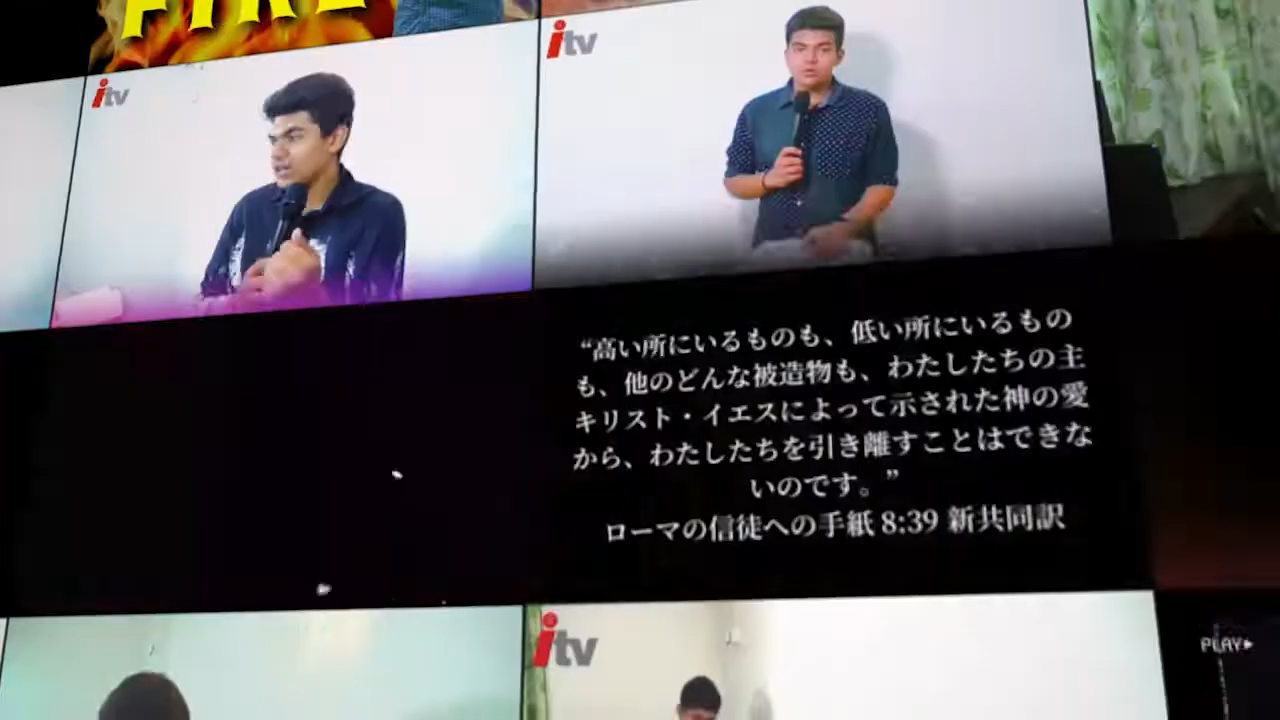 FIRE
itv
itv
“高い所にいるものも、低い所にいるもの
も、他のどんな被造物も、わたしたちの主
キリスト・イエスによって示された神の愛
から、わたしたちを引き離すことはできな
いのです。”
ローマの信徒への手紙 8:39 新共同訳
itv
PLAY